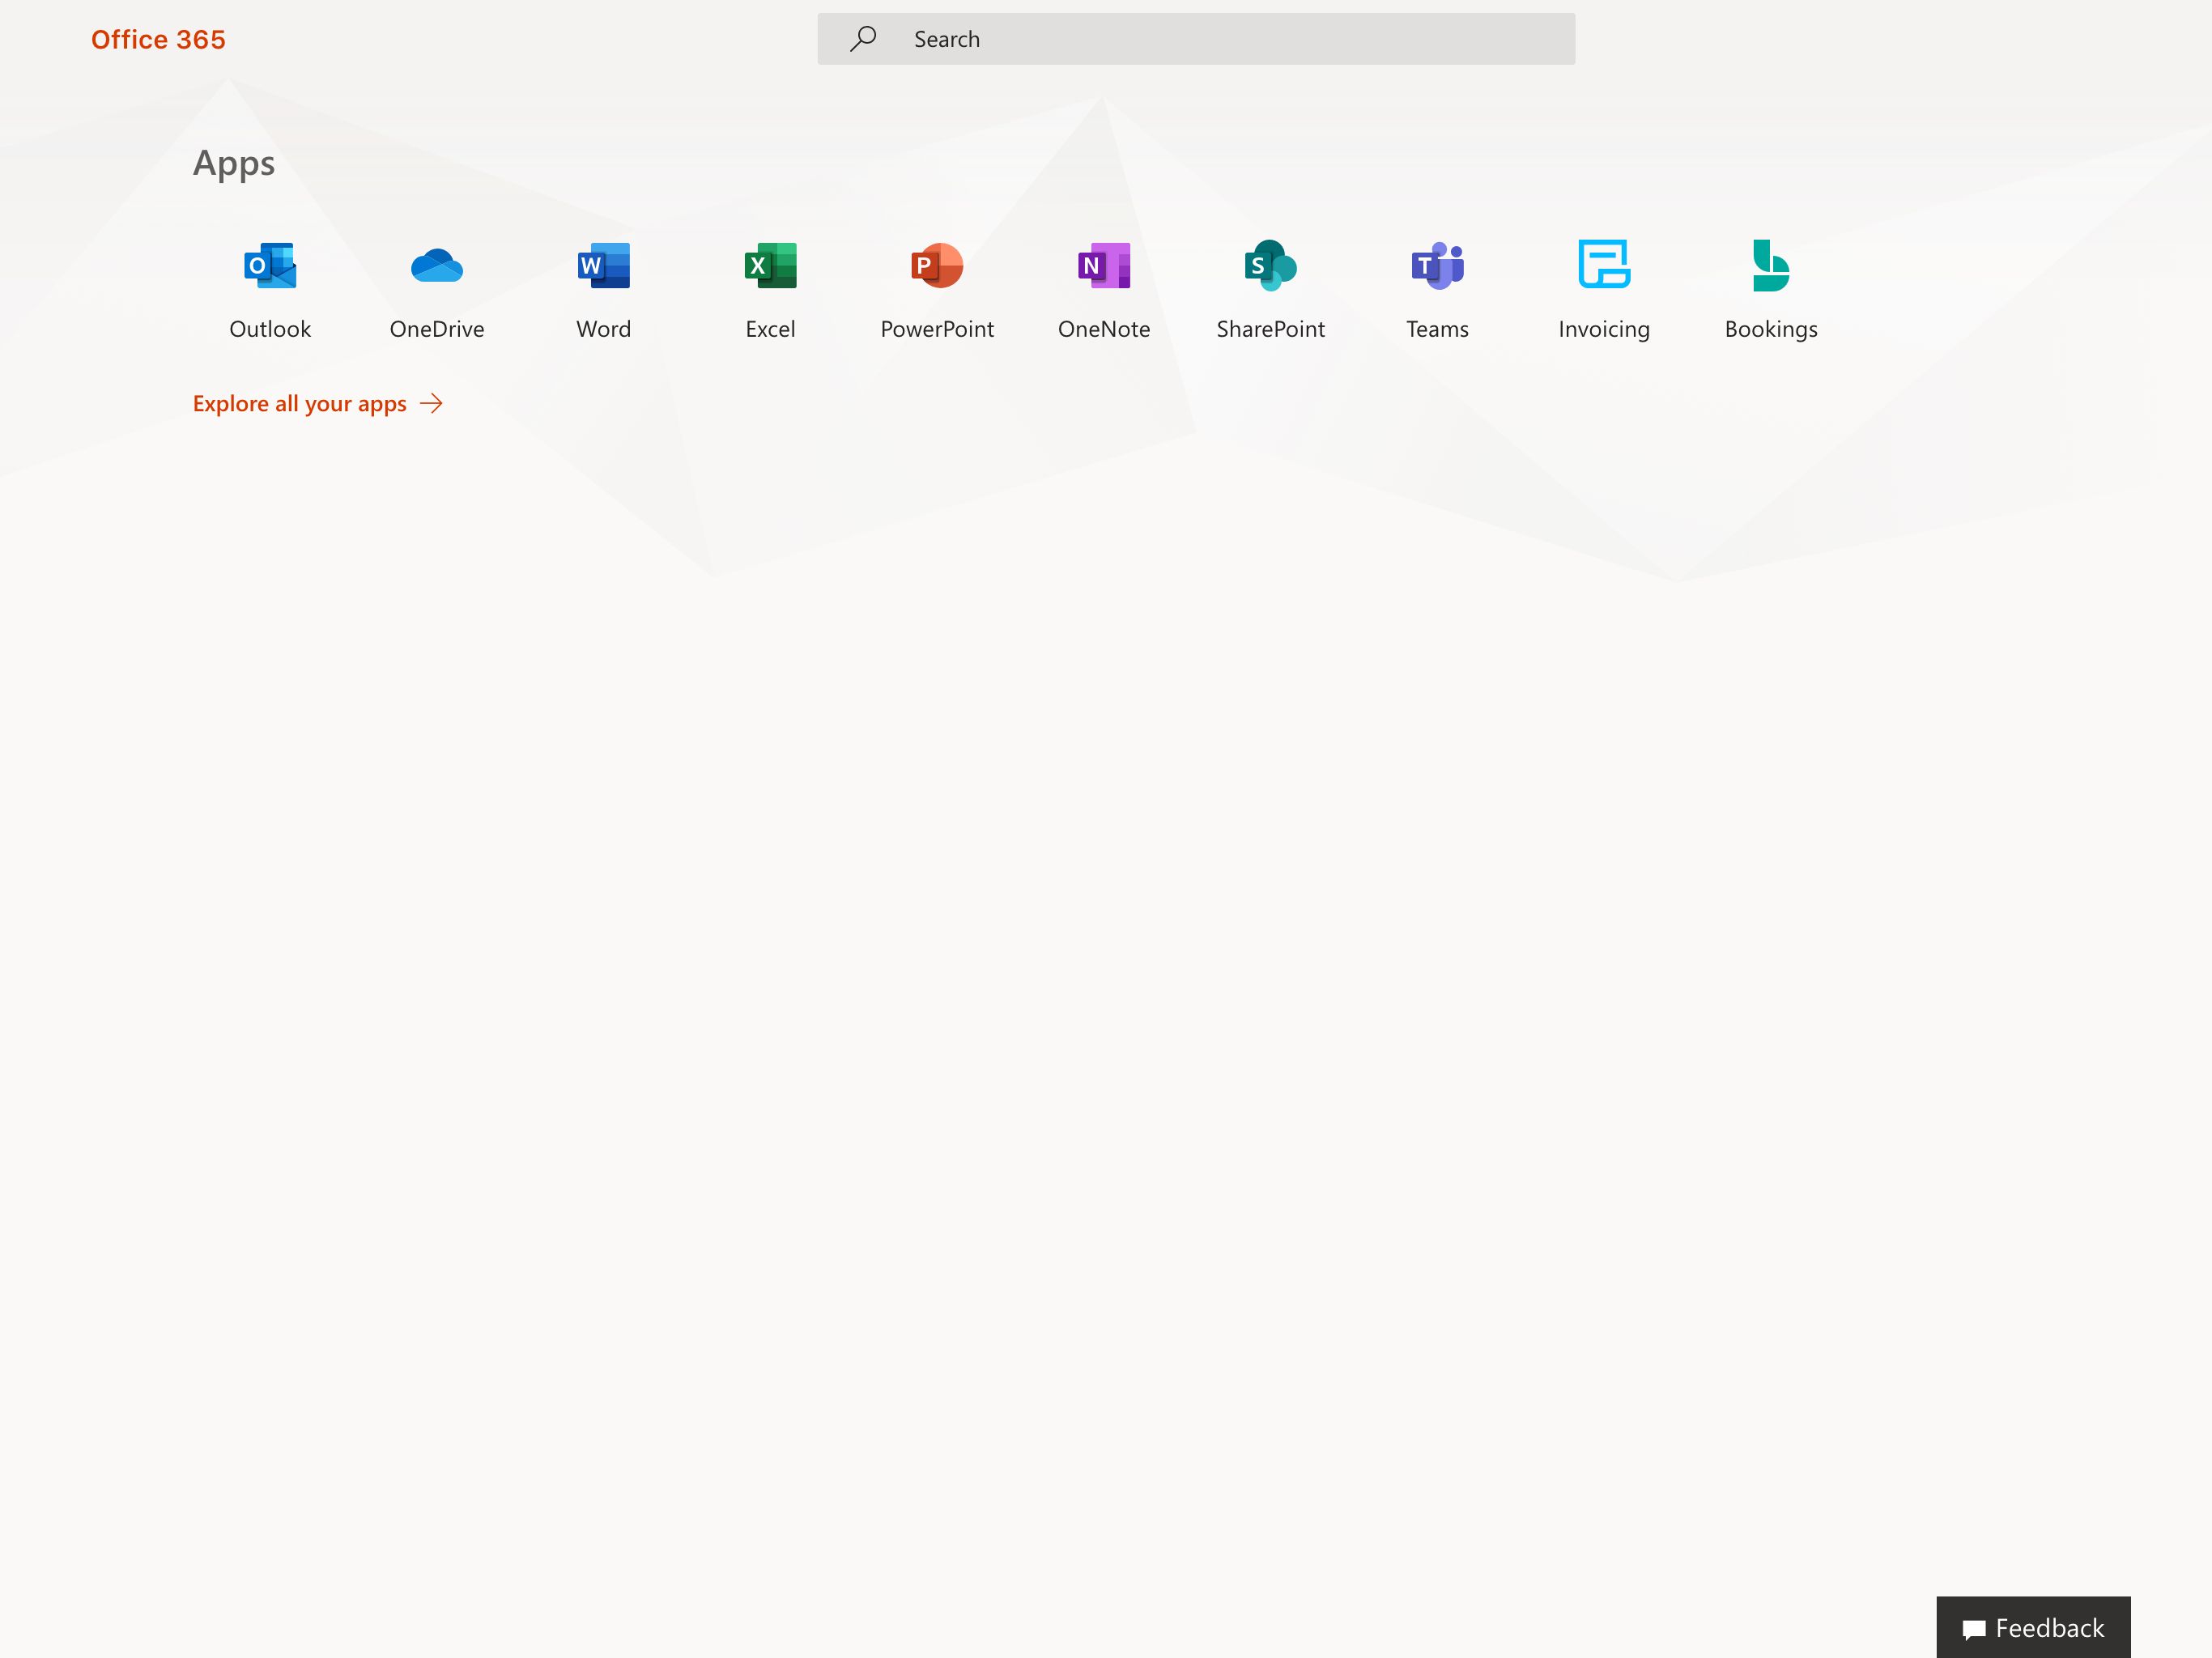 Office 365
Search
Apps
Outlook OneDrive Word Excel PowerPoint OneNote SharePoint Teams Invoicing Bookings
Explore all your apps
Feedback